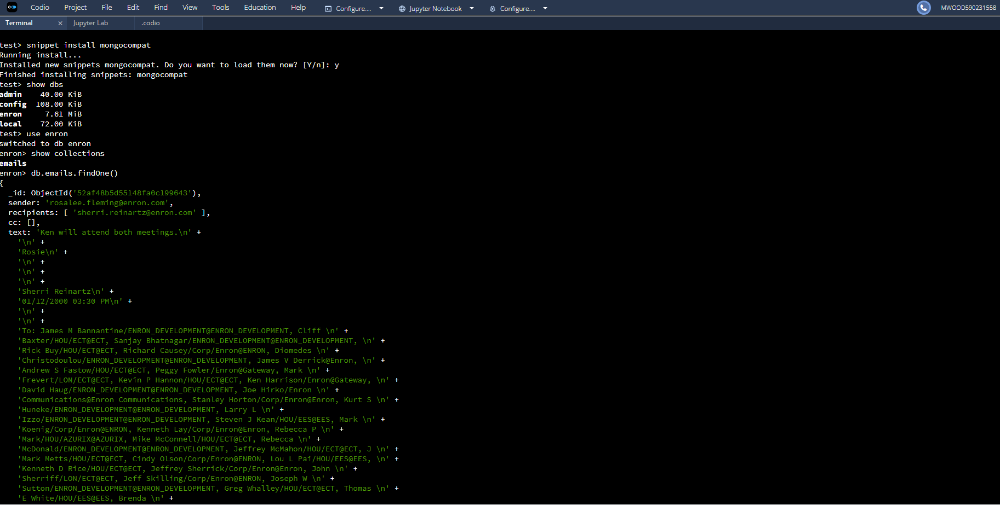 Codio Project File Edit Find View Tools Education Help Configure.... Jupyter Notebook Configure.... MWOOD590231558
Terminal × Jupyter Lab .codio
test> snippet install mongocompat
Running install...
Installed new snippets mongocompat. Do you want to load them now? [Y/n]: y
Finished installing snippets: mongocompat
test> show dbs
admin    40.00 KiB
config  108.00 KiB
enron     7.61 MiB
local    72.00 KiB
test> use enron
switched to db enron
enron> show collections
emails
enron> db.emails.findOne()
{
  _id: ObjectId('52af48b5d55148fa0c199643'),
  sender: 'rosalee.fleming@enron.com',
  recipients: [ 'sherri.reinartz@enron.com' ],
  cc: [],
  text: 'Ken will attend both meetings.\n' +
    '\n' +
    'Rosie\n' +
    '\n' +
    '\n' +
    '\n' +
    'Sherri Reinartz\n' +
    '01/12/2000 03:30 PM\n' +
    '\n' +
    '\n' +
    'To: James M Bannantine/ENRON_DEVELOPMENT@ENRON_DEVELOPMENT, Cliff \n' +
    'Baxter/HOU/ECT@ECT, Sanjay Bhatnagar/ENRON_DEVELOPMENT@ENRON_DEVELOPMENT, \n' +
    'Rick Buy/HOU/ECT@ECT, Richard Causey/Corp/Enron@ENRON, Diomedes \n' +
    'Christodoulou/ENRON_DEVELOPMENT@ENRON_DEVELOPMENT, James V Derrick@Enron, \n' +
    'Andrew S Fastow/HOU/ECT@ECT, Peggy Fowler/Enron@Gateway, Mark \n' +
    'Frevert/LON/ECT@ECT, Kevin P Hannon/HOU/ECT@ECT, Ken Harrison/Enron@Gateway, \n' +
    'David Haug/ENRON_DEVELOPMENT@ENRON_DEVELOPMENT, Joe Hirko/Enron \n' +
    'Communications@Enron Communications, Stanley Horton/Corp/Enron@Enron, Kurt S \n' +
    'Huneke/ENRON_DEVELOPMENT@ENRON_DEVELOPMENT, Larry L \n' +
    'Izzo/ENRON_DEVELOPMENT@ENRON_DEVELOPMENT, Steven J Kean/HOU/EES@EES, Mark \n' +
    'Koenig/Corp/Enron@ENRON, Kenneth Lay/Corp/Enron@Enron, Rebecca P \n' +
    'Mark/HOU/AZURIX@AZURIX, Mike McConnell/HOU/ECT@ECT, Rebecca \n' +
    'McDonald/ENRON_DEVELOPMENT@ENRON_DEVELOPMENT, Jeffrey McMahon/HOU/ECT@ECT, J \n' +
    'Mark Metts/HOU/ECT@ECT, Cindy Olson/Corp/Enron@ENRON, Lou L Pai/HOU/EES@EES, \n' +
    'Kenneth D Rice/HOU/ECT@ECT, Jeffrey Sherrick/Corp/Enron@Enron, John \n' +
    'Sherriff/LON/ECT@ECT, Jeff Skilling/Corp/Enron@ENRON, Joseph W \n' +
    'Sutton/ENRON_DEVELOPMENT@ENRON_DEVELOPMENT, Greg Whalley/HOU/ECT@ECT, Thomas \n' +
    'E White/HOU/EES@EES, Brenda \n' +